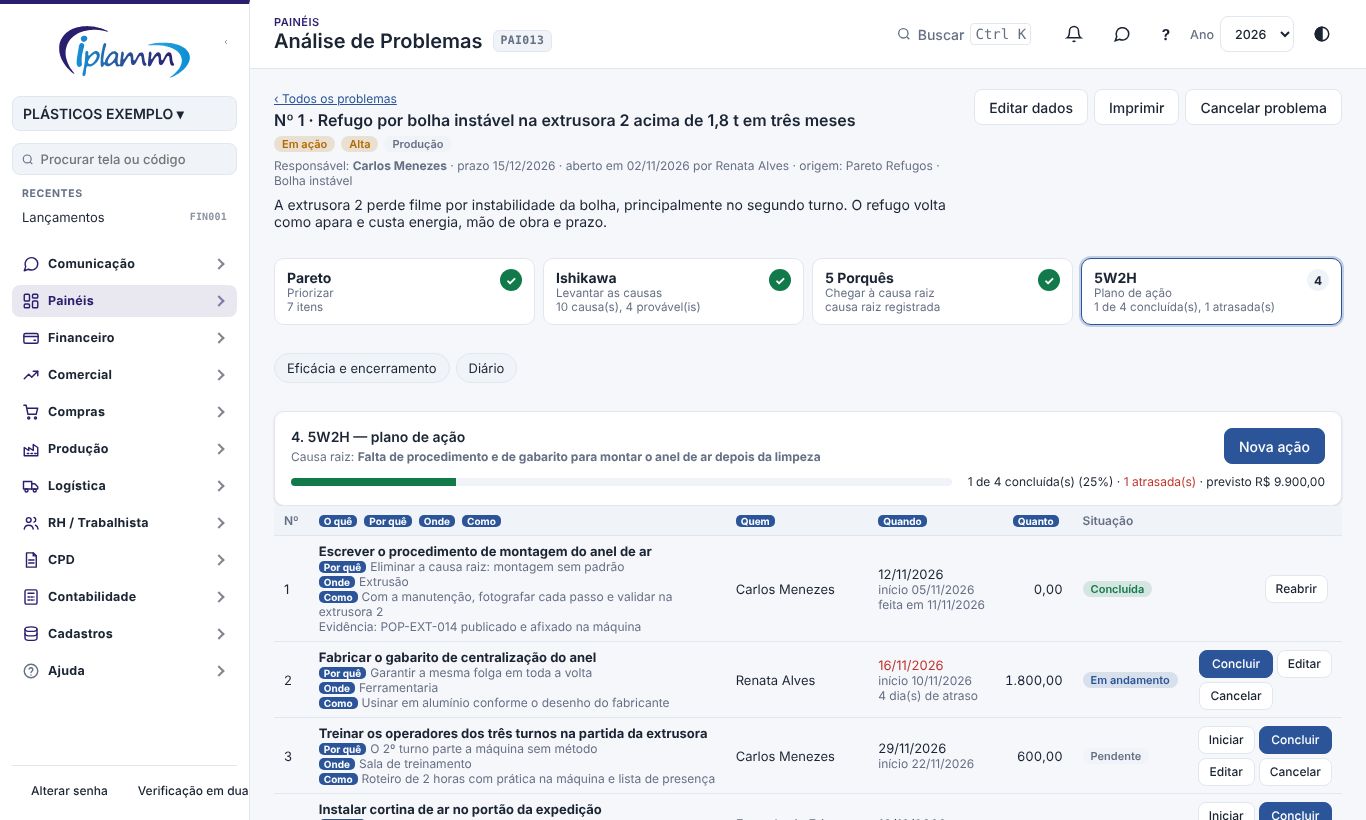 iplamm
PLÁSTICOS EXEMPLO ▾
Procurar tela ou código
RECENTES
Lançamentos FIN001
Comunicação
Painéis
Financeiro
Comercial
Compras
Produção
Logística
RH / Trabalhista
CPD
Contabilidade
Cadastros
Ajuda
Alterar senha Verificação em dua
PAINÉIS
Análise de Problemas PAI013
Buscar Ctrl K
? Ano 2026
‹ Todos os problemas
Nº 1 · Refugo por bolha instável na extrusora 2 acima de 1,8 t em três meses
Editar dados Imprimir Cancelar problema
Em ação Alta Produção
Responsável: Carlos Menezes · prazo 15/12/2026 · aberto em 02/11/2026 por Renata Alves · origem: Pareto Refugos ·
Bolha instável
A extrusora 2 perde filme por instabilidade da bolha, principalmente no segundo turno. O refugo volta
como apara e custa energia, mão de obra e prazo.
Pareto
Priorizar
7 itens
Ishikawa
Levantar as causas
10 causa(s), 4 provável(is)
5 Porquês
Chegar à causa raiz
causa raiz registrada
5W2H 4
Plano de ação
1 de 4 concluída(s), 1 atrasada(s)
Eficácia e encerramento Diário
4. 5W2H — plano de ação
Causa raiz: Falta de procedimento e de gabarito para montar o anel de ar depois da limpeza
Nova ação
1 de 4 concluída(s) (25%) · 1 atrasada(s) · previsto R$ 9.900,00
Nº O quê Por quê Onde Como Quem Quando Quanto Situação
1
Escrever o procedimento de montagem do anel de ar
Por quê Eliminar a causa raiz: montagem sem padrão
Onde Extrusão
Como Com a manutenção, fotografar cada passo e validar na
extrusora 2
Evidência: POP-EXT-014 publicado e afixado na máquina
Carlos Menezes
12/11/2026
início 05/11/2026
feita em 11/11/2026
0,00
Concluída
Reabrir
2
Fabricar o gabarito de centralização do anel
Por quê Garantir a mesma folga em toda a volta
Onde Ferramentaria
Como Usinar em alumínio conforme o desenho do fabricante
Renata Alves
16/11/2026
início 10/11/2026
4 dia(s) de atraso
1.800,00
Em andamento
Concluir Editar
Cancelar
3
Treinar os operadores dos três turnos na partida da extrusora
Por quê O 2º turno parte a máquina sem método
Onde Sala de treinamento
Como Roteiro de 2 horas com prática na máquina e lista de presença
Carlos Menezes
29/11/2026
início 22/11/2026
600,00
Pendente
Iniciar Concluir
Editar Cancelar
Instalar cortina de ar no portão da expedição
Iniciar Concluir